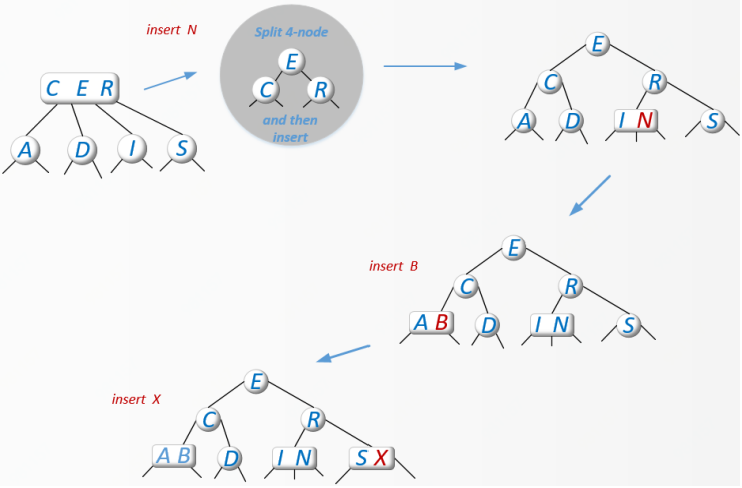 insert N
Split 4-node
E
C R
and then
insert
C E R
A D I S
E
C R
A D I N S
insert B
E
C R
A B D I N S
insert X
E
C R
A B D I N S X